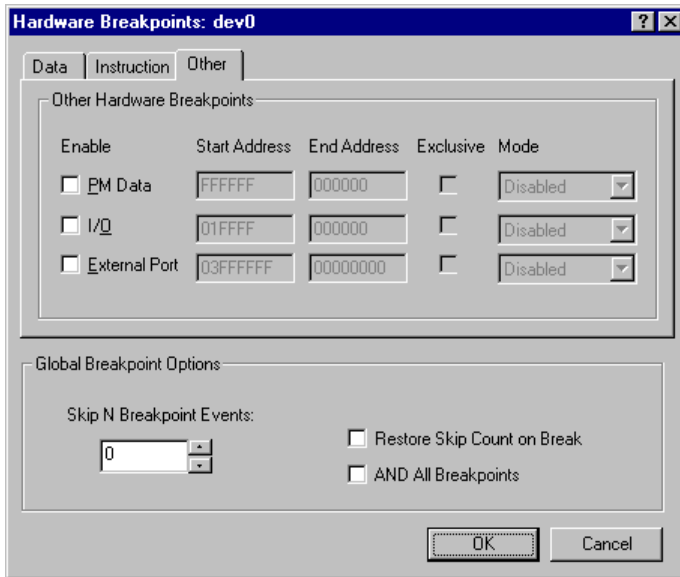 Hardware Breakpoints: dev0
Data Instruction Other
Other Hardware Breakpoints
Enable Start Address End Address Exclusive Mode
PM Data FFFFFF 000000 Disabled
I/O 01FFFF 000000 Disabled
External Port 03FFFFFF 00000000 Disabled
Global Breakpoint Options
Skip N Breakpoint Events:
0
Restore Skip Count on Break
AND All Breakpoints
OK Cancel